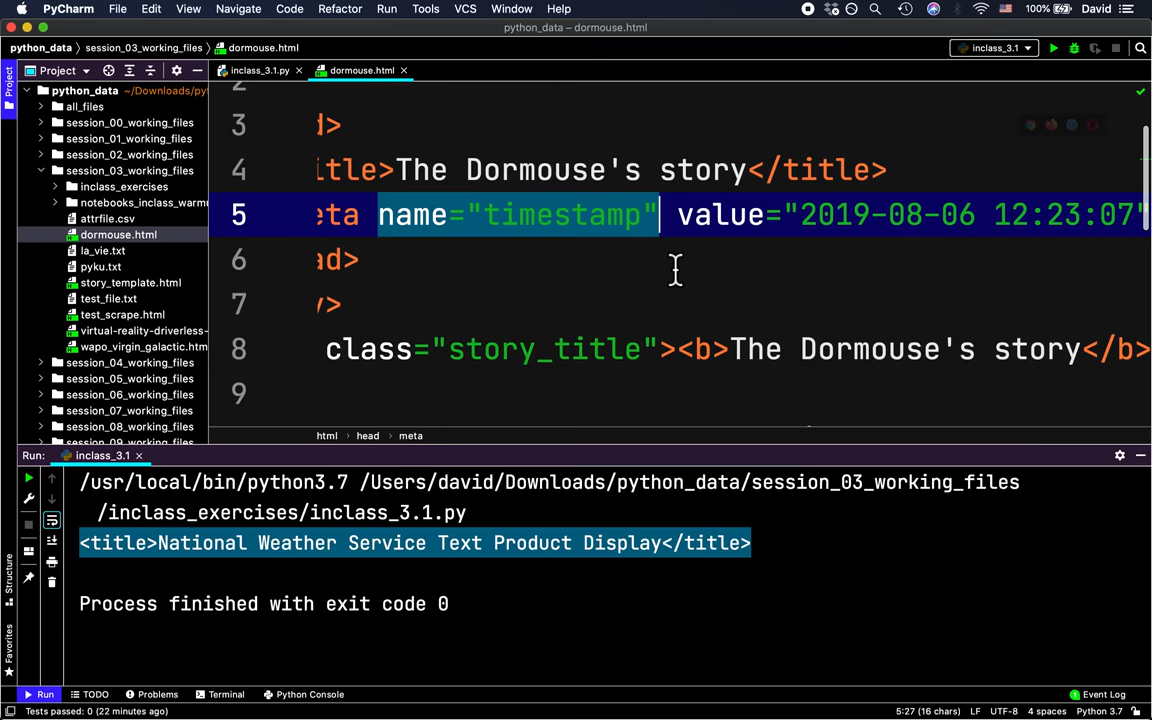 PyCharm File Edit View Navigate Code Refactor Run Tools VCS Window Help 100% David
python_data – dormouse.html
python_data session_03_working_files dormouse.html inclass_3.1
Project inclass_3.1.py dormouse.html
Project
python_data ~/Downloads/py
all_files
session_00_working_files
session_01_working_files
session_02_working_files
session_03_working_files
inclass_exercises
notebooks_inclass_warmu
attrfile.csv
dormouse.html
la_vie.txt
pyku.txt
story_template.html
test_file.txt
test_scrape.html
virtual-reality-driverless-
wapo_virgin_galactic.htm
session_04_working_files
session_05_working_files
session_06_working_files
session_07_working_files
session_08_working_files
session_09_working_files
2
3 d>
4 itle>The Dormouse's story</title>
5 eta name="timestamp" value="2019-08-06 12:23:07"
6 ad>
7 y>
8 class="story_title"><b>The Dormouse's story</b>
9
html head meta
Run: inclass_3.1
/usr/local/bin/python3.7 /Users/david/Downloads/python_data/session_03_working_files
/inclass_exercises/inclass_3.1.py
<title>National Weather Service Text Product Display</title>
Process finished with exit code 0
Structure
Favorites
Run TODO Problems Terminal Python Console 1 Event Log
Tests passed: 0 (22 minutes ago) 5:27 (16 chars) LF UTF-8 4 spaces Python 3.7